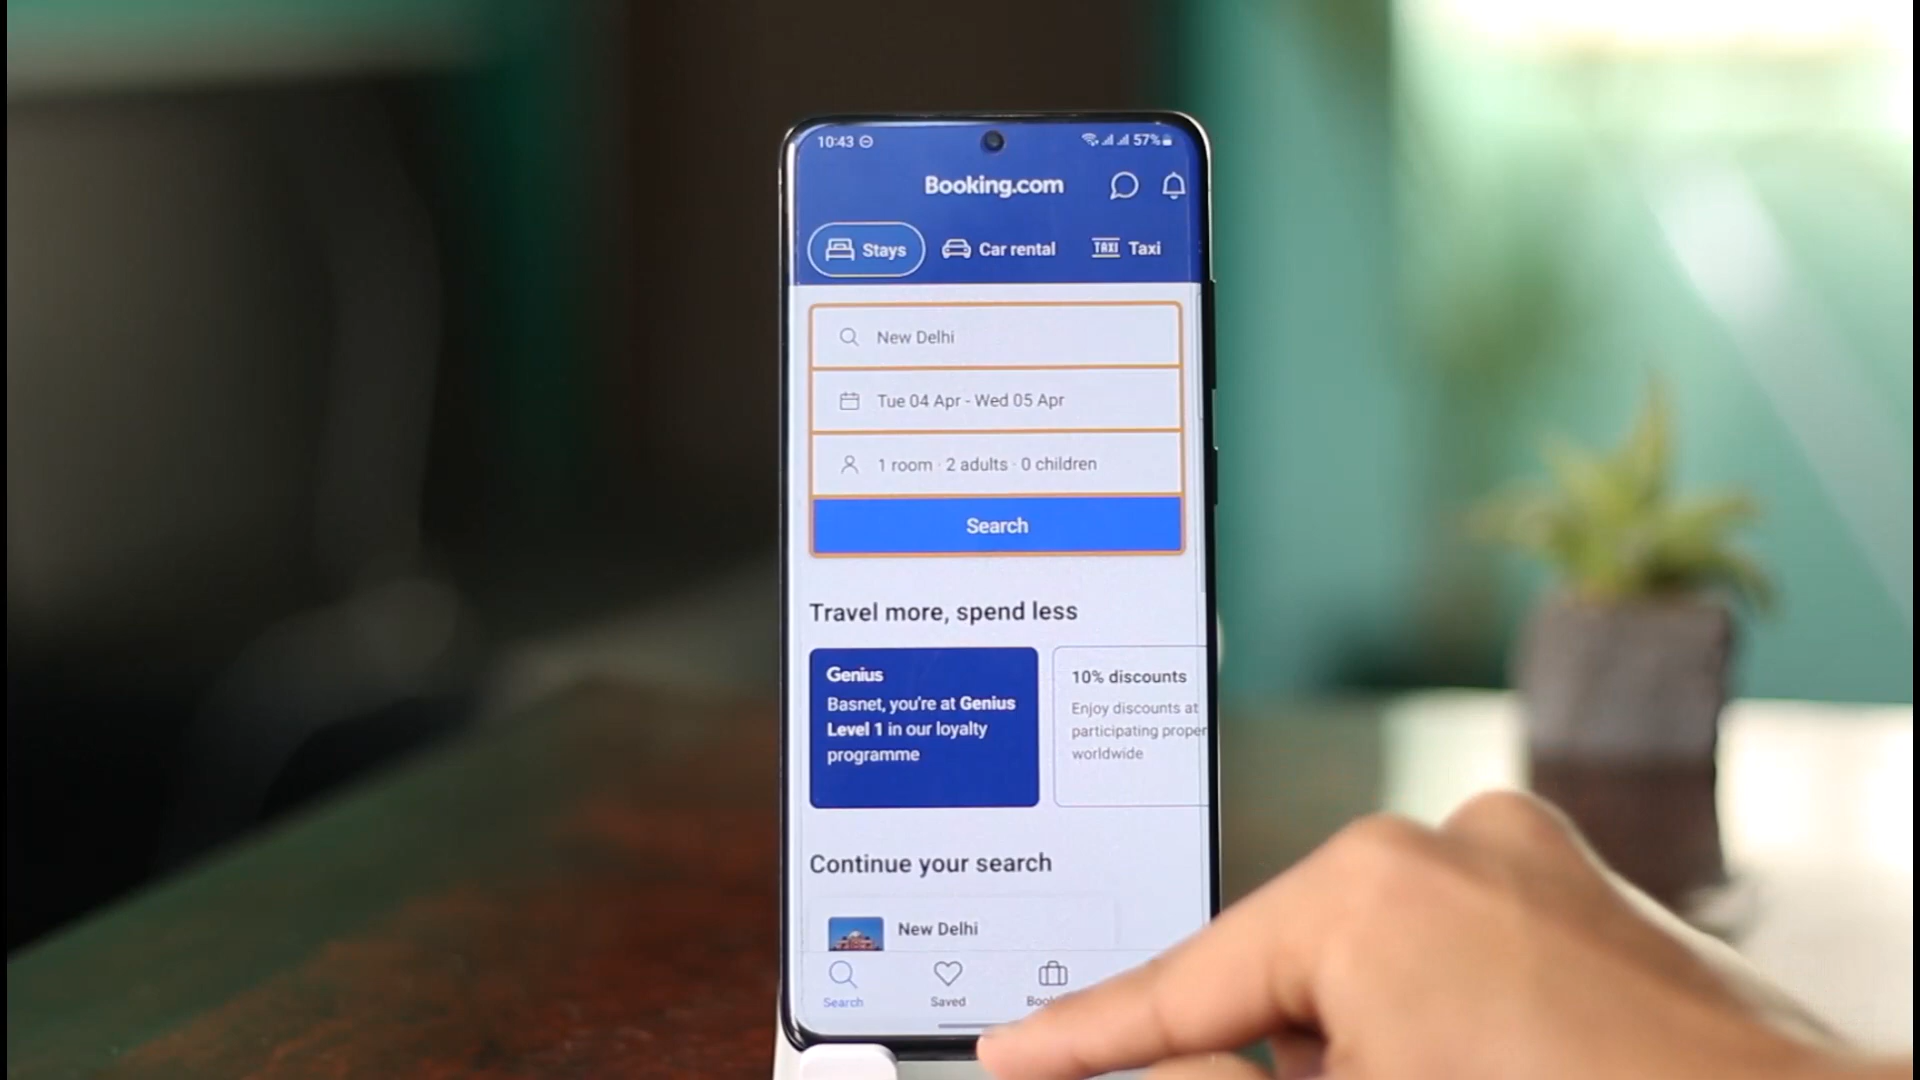 10:43
57%
Booking.com
Stays
Car rental
TAXI Taxi
New Delhi
Tue 04 Apr - Wed 05 Apr
1 room · 2 adults · 0 children
Search
Travel more, spend less
Genius
Basnet, you're at Genius
Level 1 in our loyalty
programme
10% discounts
Enjoy discounts at
participating proper
worldwide
Continue your search
New Delhi
Search
Saved